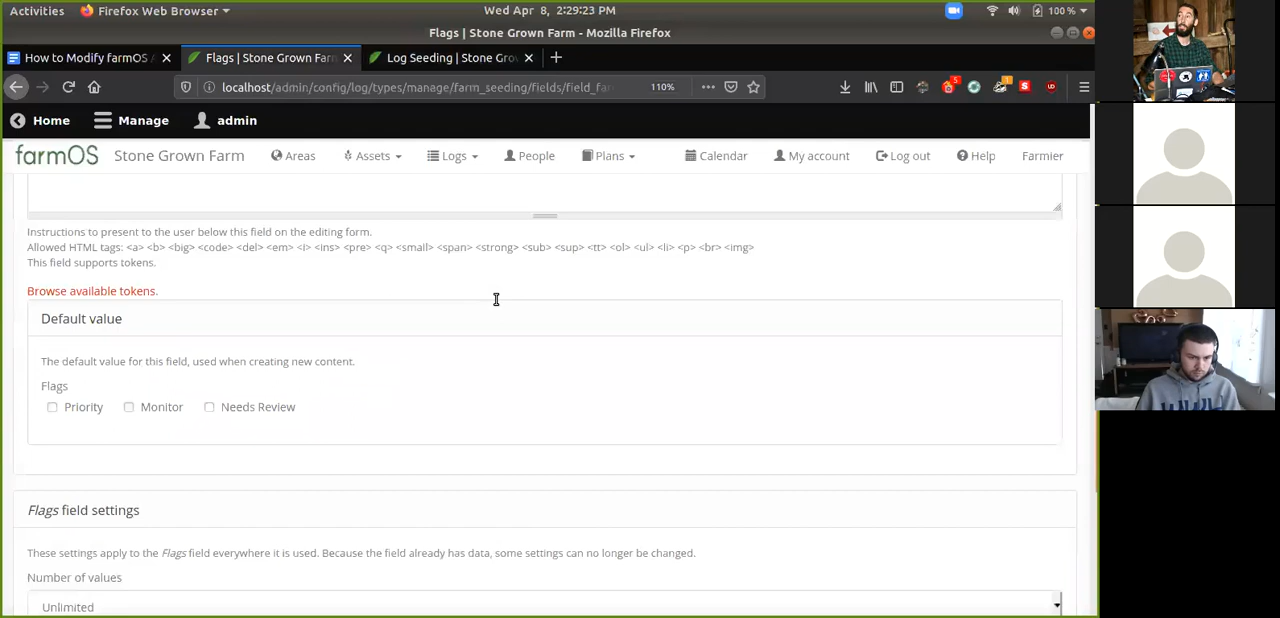 Activities Firefox Web Browser Wed Apr 8, 2:29:23 PM 100 %
Flags | Stone Grown Farm - Mozilla Firefox
How to Modify farmOS Flags | Stone Grown Farm Log Seeding | Stone Gro
localhost/admin/config/log/types/manage/farm_seeding/fields/field_far 110%
Home Manage admin
farmOS Stone Grown Farm Areas Assets Logs People Plans Calendar My account Log out Help Farmier
Instructions to present to the user below this field on the editing form.
Allowed HTML tags: <a> <b> <big> <code> <del> <em> <i> <ins> <pre> <q> <small> <span> <strong> <sub> <sup> <tt> <ol> <ul> <li> <p> <br> <img>
This field supports tokens.
Browse available tokens.
Default value
The default value for this field, used when creating new content.
Flags
Priority Monitor Needs Review
Flags field settings
These settings apply to the Flags field everywhere it is used. Because the field already has data, some settings can no longer be changed.
Number of values
Unlimited